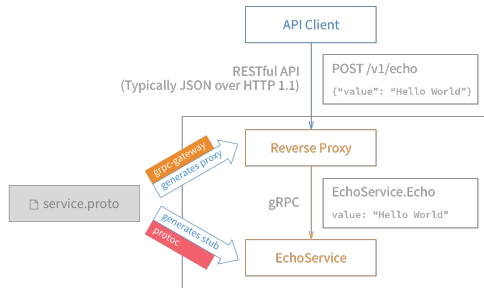 API Client
RESTful API
(Typically JSON over HTTP 1.1)
POST /v1/echo
{“value”: “Hello World”}
grpc-gateway
generates proxy
Reverse Proxy
service.proto
gRPC
EchoService.Echo
value: “Hello World”
generates stub
protoc
EchoService